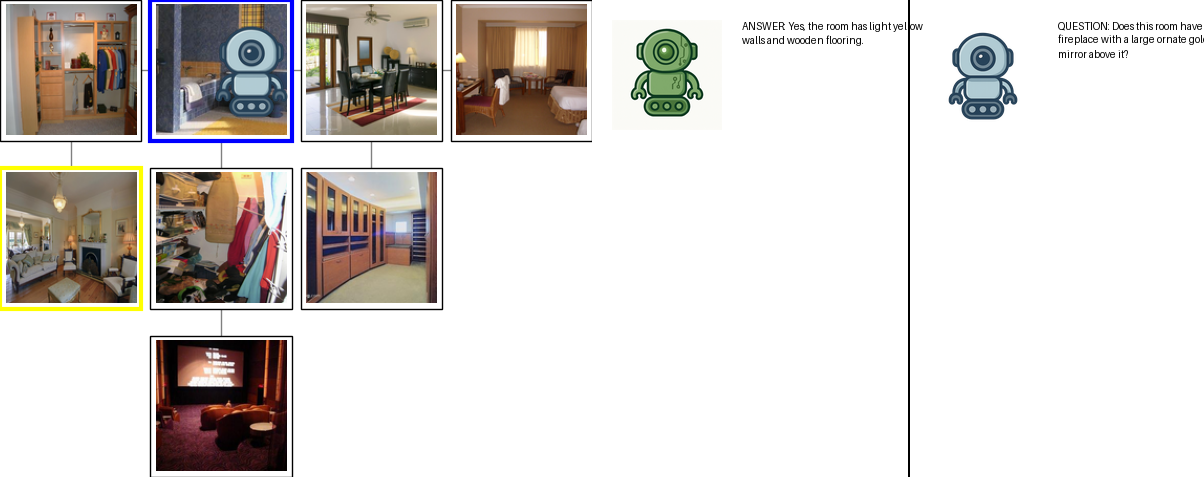 ANSWER: Yes, the room has light yellow
walls and wooden flooring.
QUESTION: Does this room have
fireplace with a large ornate
mirror above it?